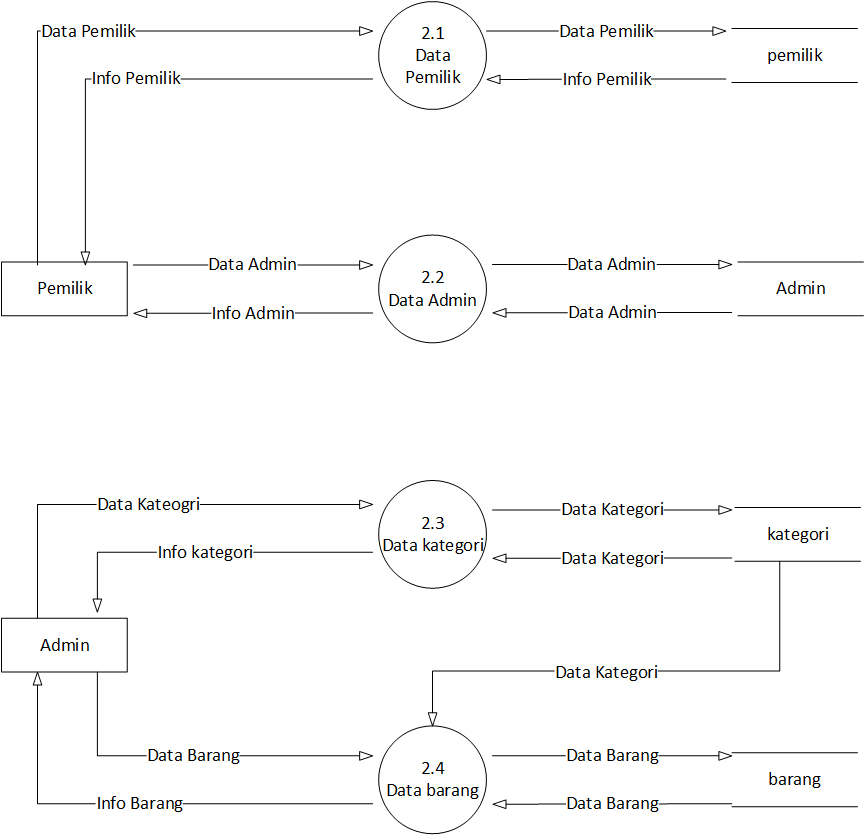 Data Pemilik
2.1
Data
Pemilik
Data Pemilik
pemilik
Info Pemilik
Info Pemilik
Pemilik
Data Admin
2.2
Data Admin
Data Admin
Admin
Info Admin
Data Admin
Data Kateogri
2.3
Data kategori
Data Kategori
kategori
Info kategori
Data Kategori
Admin
Data Kategori
Data Barang
2.4
Data barang
Data Barang
barang
Info Barang
Data Barang